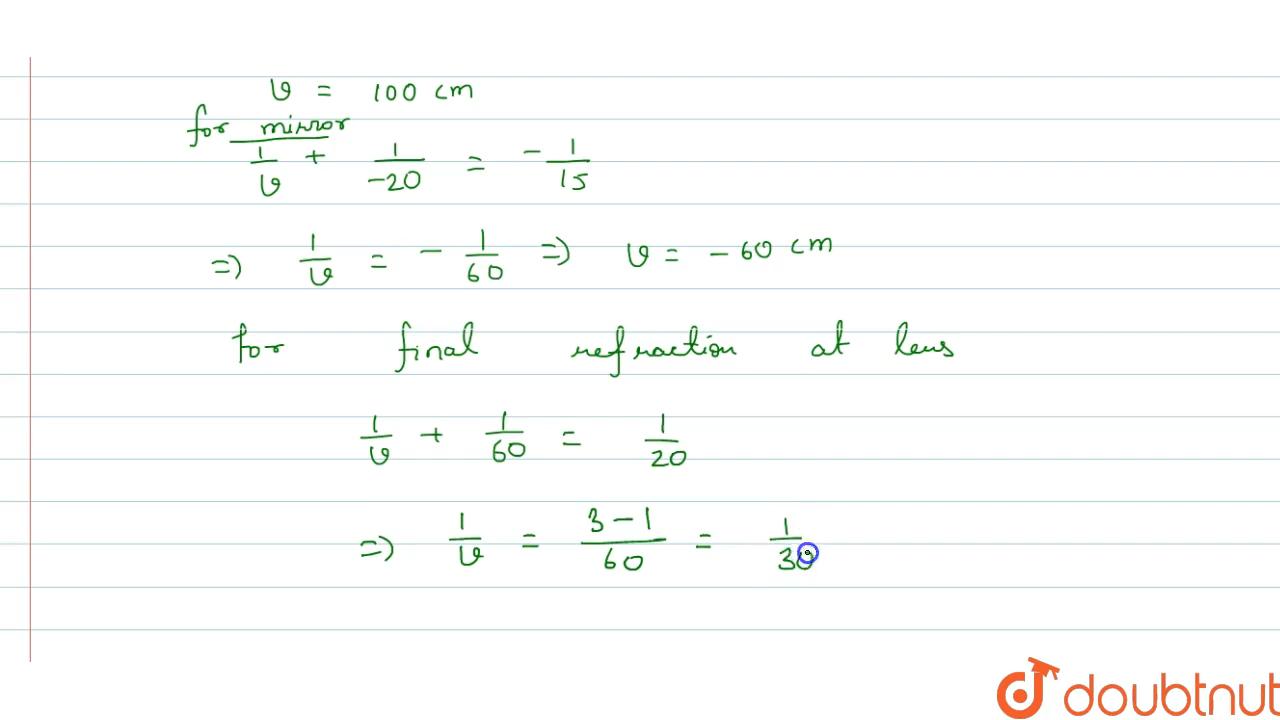 v = 100 cm
for mirror
1/v + 1/-20 = - 1/15
=> 1/v = - 1/60 => v = - 60 cm
for final refraction at lens
1/v + 1/60 = 1/20
=> 1/v = 3-1/60 = 1/30
doubtnut